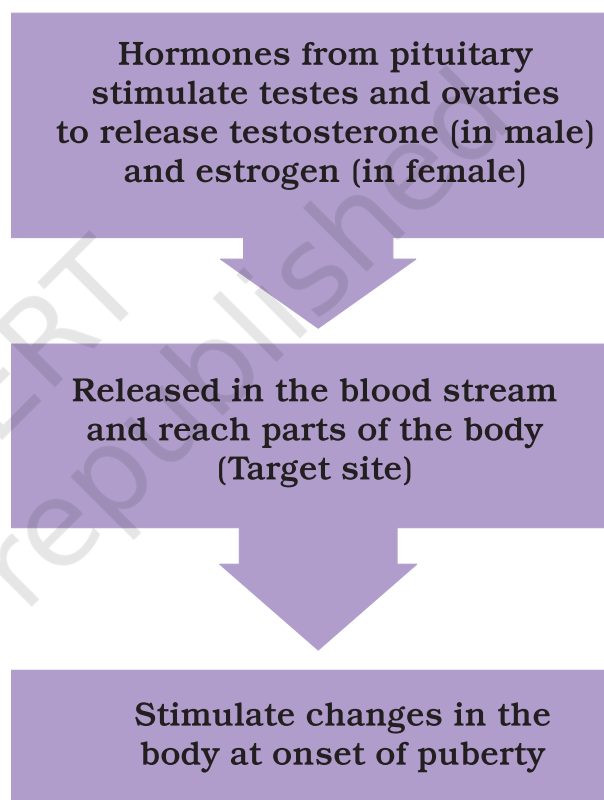 Hormones from pituitary
stimulate testes and ovaries
to release testosterone (in male)
and estrogen (in female)
Released in the blood stream
and reach parts of the body
(Target site)
Stimulate changes in the
body at onset of puberty
ERT
republished